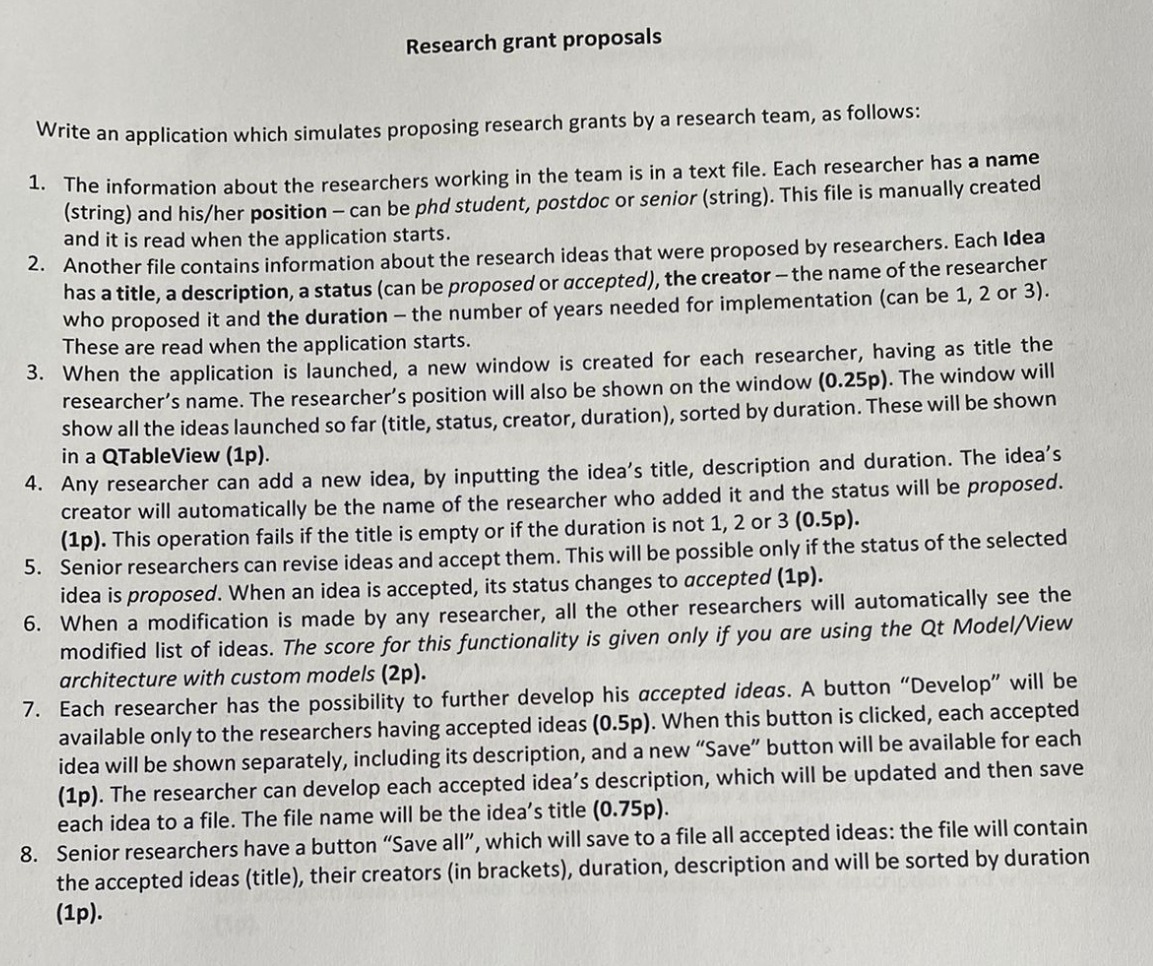 Research grant proposals
Write an application which simulates proposing research grants by a research team, as follows:
1. The information about the researchers working in the team is in a text file. Each researcher has a name
(string) and his/her position – can be phd student, postdoc or senior (string). This file is manually created
and it is read when the application starts.
2. Another file contains information about the research ideas that were proposed by researchers. Each Idea
has a title, a description, a status (can be proposed or accepted), the creator – the name of the researcher
who proposed it and the duration – the number of years needed for implementation (can be 1, 2 or 3).
These are read when the application starts.
3. When the application is launched, a new window is created for each researcher, having as title the
researcher's name. The researcher's position will also be shown on the window (0.25p). The window will
show all the ideas launched so far (title, status, creator, duration), sorted by duration. These will be shown
in a QTableView (1p).
4. Any researcher can add a new idea, by inputting the idea's title, description and duration. The idea's
creator will automatically be the name of the researcher who added it and the status will be proposed.
(1p). This operation fails if the title is empty or if the duration is not 1, 2 or 3 (0.5p).
5. Senior researchers can revise ideas and accept them. This will be possible only if the status of the selected
idea is proposed. When an idea is accepted, its status changes to accepted (1p).
6. When a modification is made by any researcher, all the other researchers will automatically see the
modified list of ideas. The score for this functionality is given only if you are using the Qt Model/View
architecture with custom models (2p).
7. Each researcher has the possibility to further develop his accepted ideas. A button "Develop" will be
available only to the researchers having accepted ideas (0.5p). When this button is clicked, each accepted
idea will be shown separately, including its description, and a new "Save" button will be available for each
(1p). The researcher can develop each accepted idea's description, which will be updated and then save
each idea to a file. The file name will be the idea's title (0.75p).
8. Senior researchers have a button "Save all", which will save to a file all accepted ideas: the file will contain
the accepted ideas (title), their creators (in brackets), duration, description and will be sorted by duration
(1p).